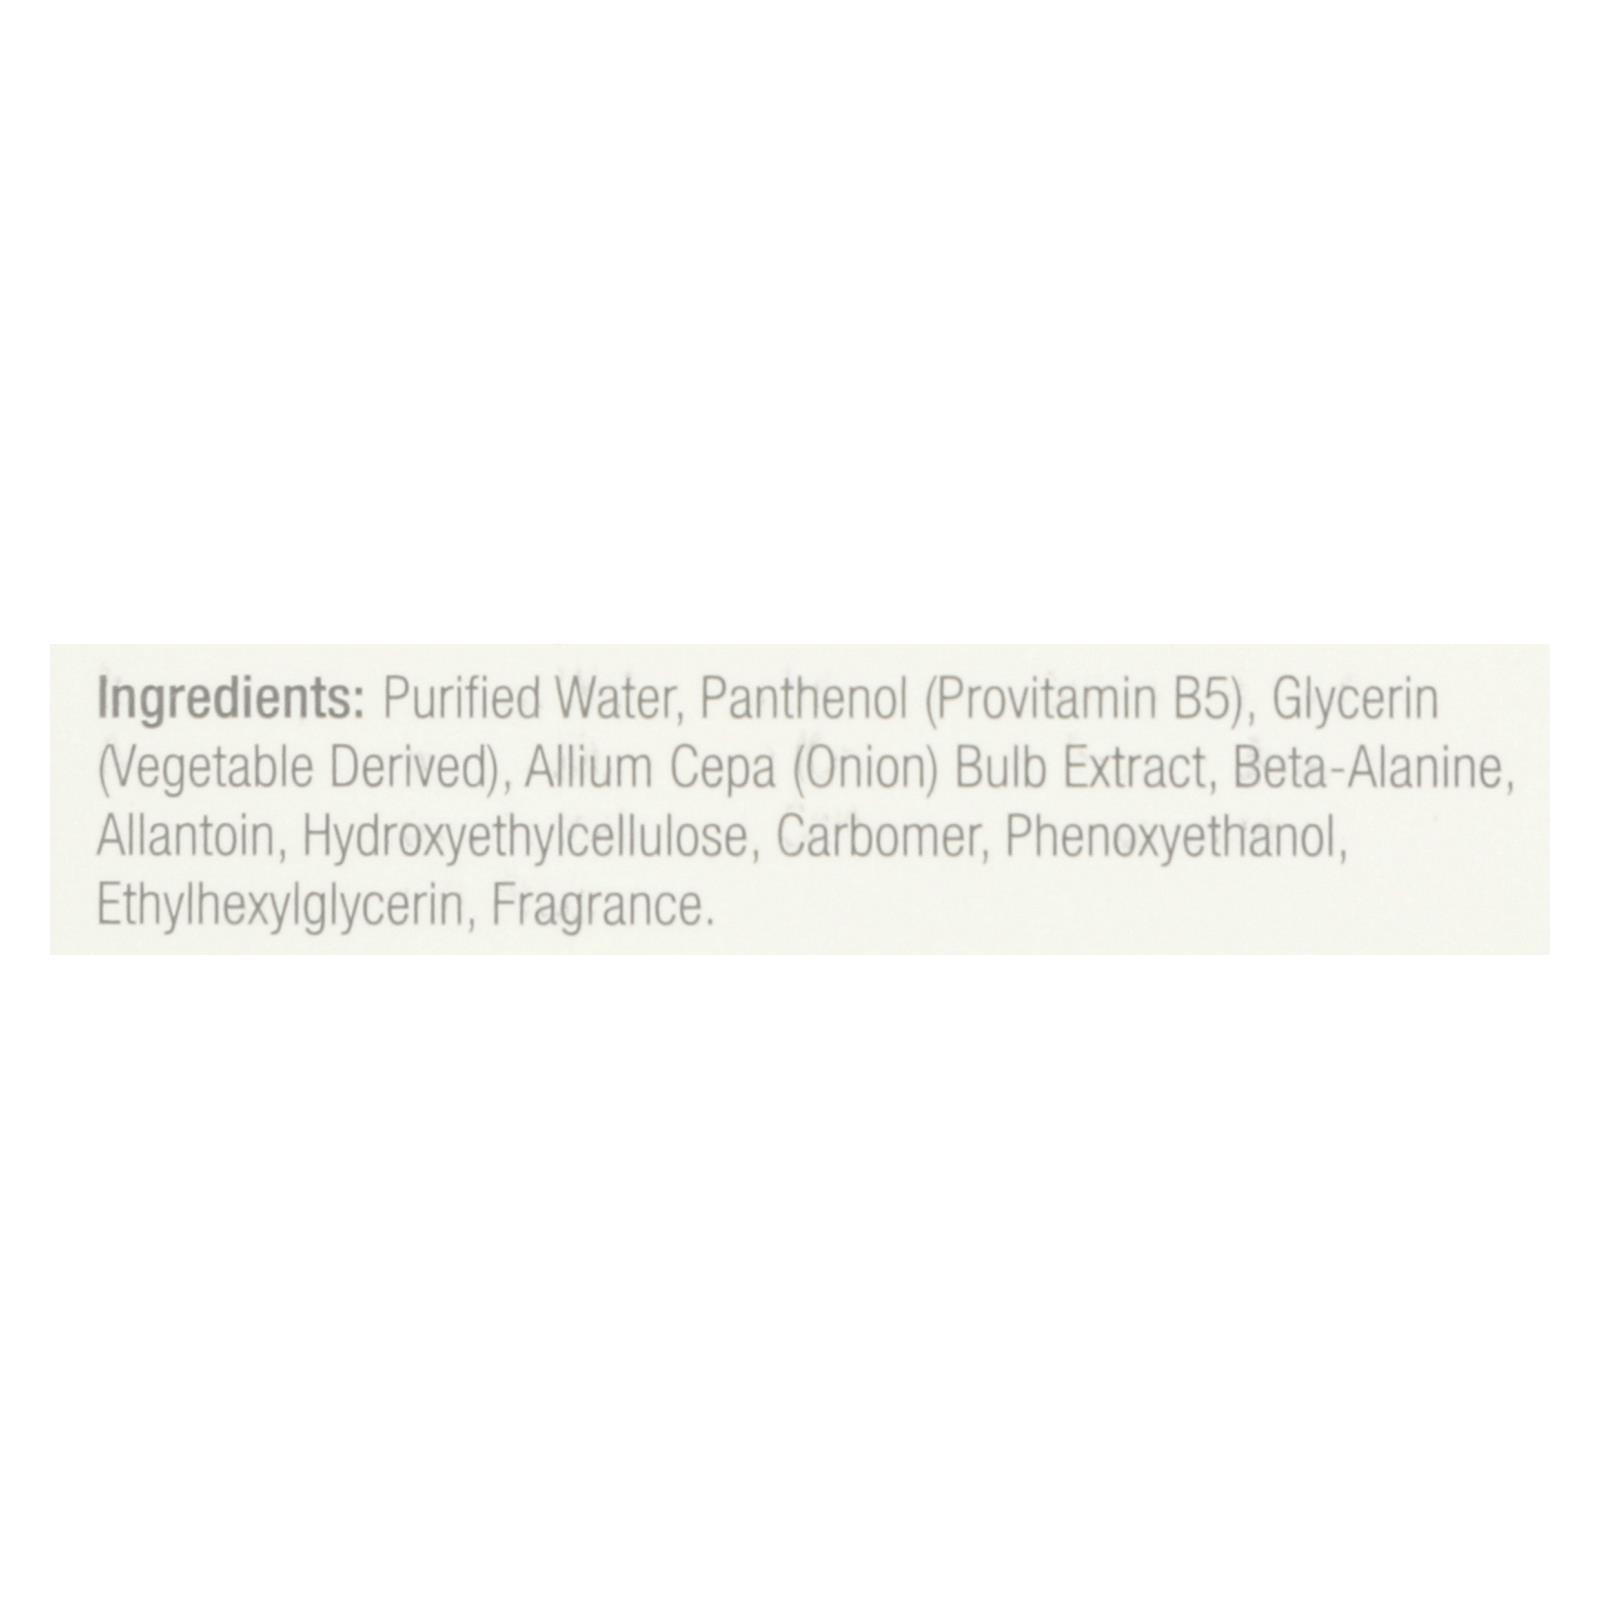 Ingredients: Purified Water, Panthenol (Provitamin B5), Glycerin
(Vegetable Derived), Allium Cepa (Onion) Bulb Extract, Beta-Alanine,
Allantoin, Hydroxyethylcellulose, Carbomer, Phenoxyethanol,
Ethylhexylglycerin, Fragrance.